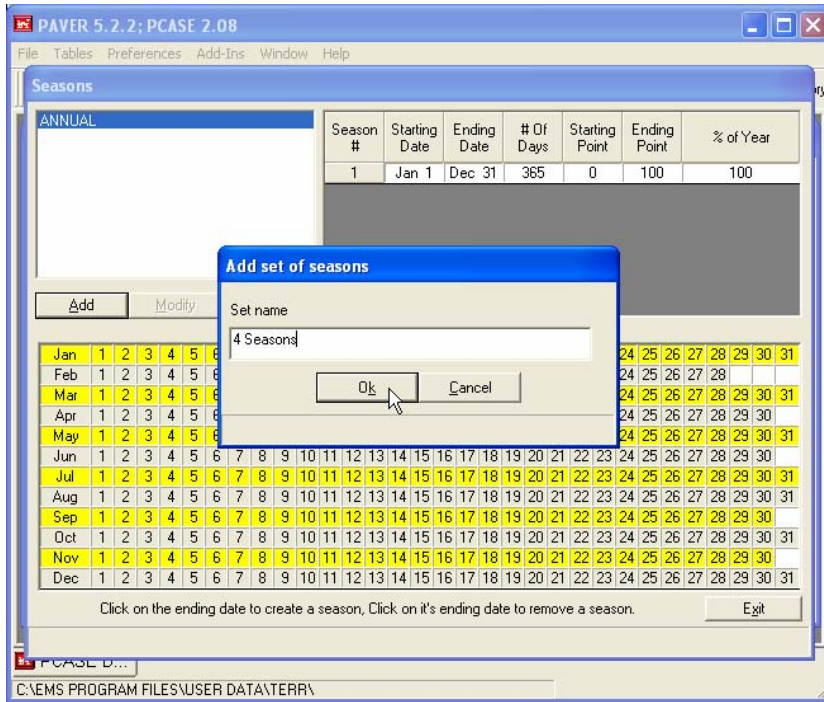 PAVER 5.2.2; PCASE 2.08
File Tables Preferences Add-Ins Window Help
Seasons
ANNUAL
Season # Starting Date Ending Date # Of Days Starting Point Ending Point % of Year
1 Jan 1 Dec 31 365 0 100 100
Add Modify
Add set of seasons
Set name
4 Seasons
Ok Cancel
Jan 1 2 3 4 5 6 24 25 26 27 28 29 30 31
Feb 1 2 3 4 5 6 24 25 26 27 28
Mar 1 2 3 4 5 6 24 25 26 27 28 29 30 31
Apr 1 2 3 4 5 6 24 25 26 27 28 29 30
May 1 2 3 4 5 6 24 25 26 27 28 29 30 31
Jun 1 2 3 4 5 6 7 8 9 10 11 12 13 14 15 16 17 18 19 20 21 22 23 24 25 26 27 28 29 30
Jul 1 2 3 4 5 6 7 8 9 10 11 12 13 14 15 16 17 18 19 20 21 22 23 24 25 26 27 28 29 30 31
Aug 1 2 3 4 5 6 7 8 9 10 11 12 13 14 15 16 17 18 19 20 21 22 23 24 25 26 27 28 29 30 31
Sep 1 2 3 4 5 6 7 8 9 10 11 12 13 14 15 16 17 18 19 20 21 22 23 24 25 26 27 28 29 30
Oct 1 2 3 4 5 6 7 8 9 10 11 12 13 14 15 16 17 18 19 20 21 22 23 24 25 26 27 28 29 30 31
Nov 1 2 3 4 5 6 7 8 9 10 11 12 13 14 15 16 17 18 19 20 21 22 23 24 25 26 27 28 29 30
Dec 1 2 3 4 5 6 7 8 9 10 11 12 13 14 15 16 17 18 19 20 21 22 23 24 25 26 27 28 29 30 31
Click on the ending date to create a season, Click on it's ending date to remove a season.
Exit
PCASE D...
C:\EMS PROGRAM FILES\USER DATA\TERR\